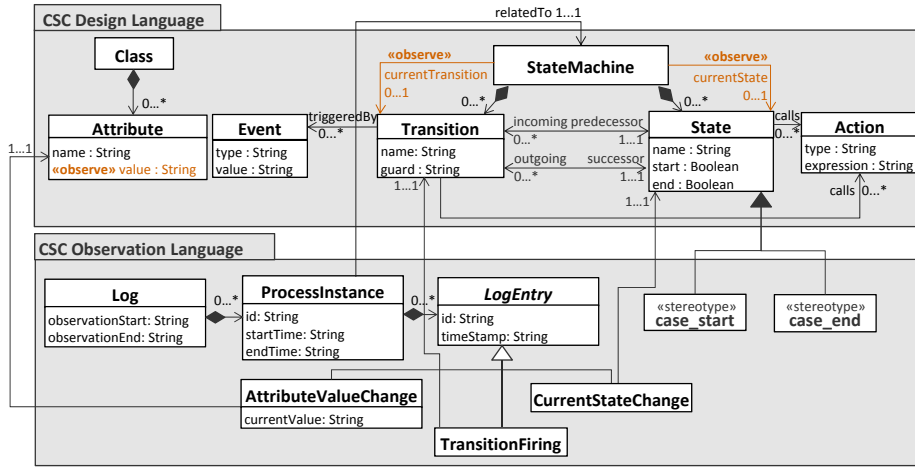 CSC Design Language
relatedTo 1...1
Class
0...*
Attribute
name : String
«observe» value : String
1...1
Event
type : String
value : String
triggeredBy
0...*
«observe»
currentTransition
0...1
StateMachine
«observe»
currentState
0...1
0...*
0...*
Transition
name: String
guard : String
1...1
incoming predecessor
0...*
1...1
outgoing
successor
0...*
1...1
State
name : String
start : Boolean
end : Boolean
1...1
calls
0...*
Action
type : String
expression : String
calls
0...*
CSC Observation Language
Log
observationStart: String
observationEnd: String
0...*
ProcessInstance
id: String
startTime: String
endTime: String
0...*
LogEntry
id: String
timeStamp: String
«stereotype»
case_start
«stereotype»
case_end
AttributeValueChange
currentValue: String
CurrentStateChange
TransitionFiring